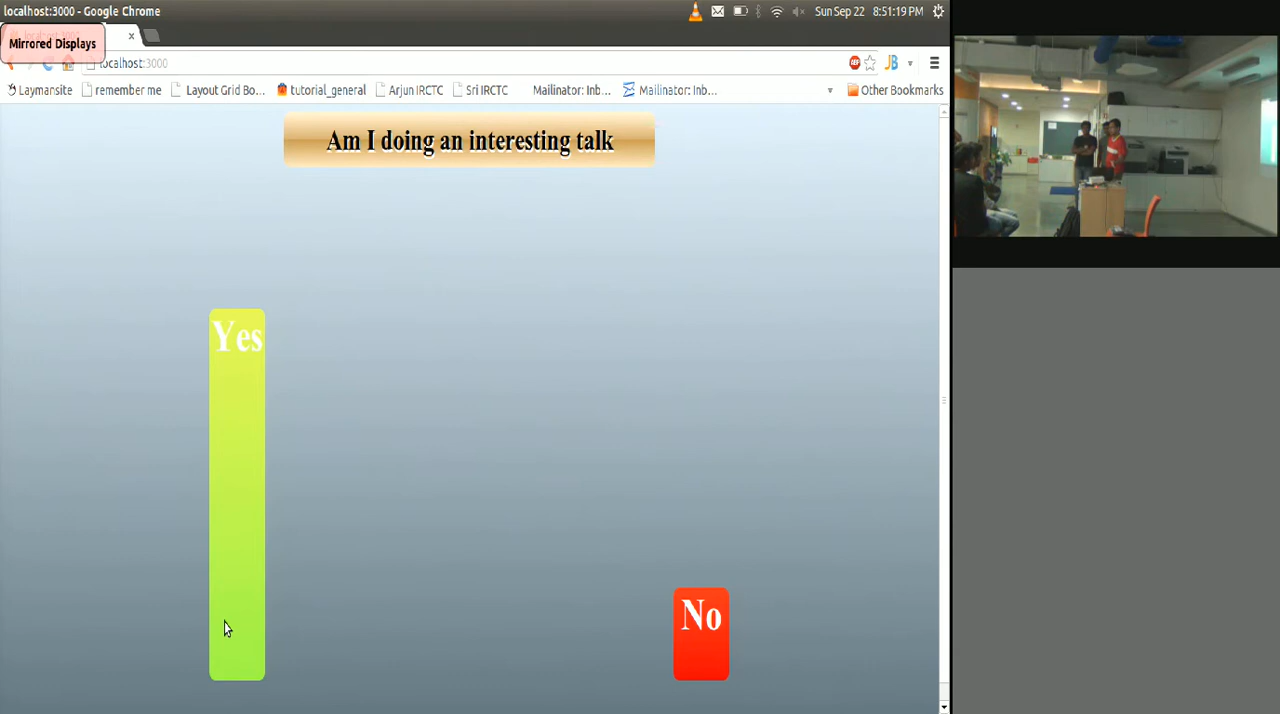 localhost:3000 - Google Chrome
Sun Sep 22 8:51:19 PM
Mirrored Displays
localhost:3000
Laymansite
remember me
Layout Grid Bo...
tutorial_general
Arjun IRCTC
Sri IRCTC
Mailinator: Inb...
Mailinator: Inb...
Other Bookmarks
Am I doing an interesting talk
Yes
No